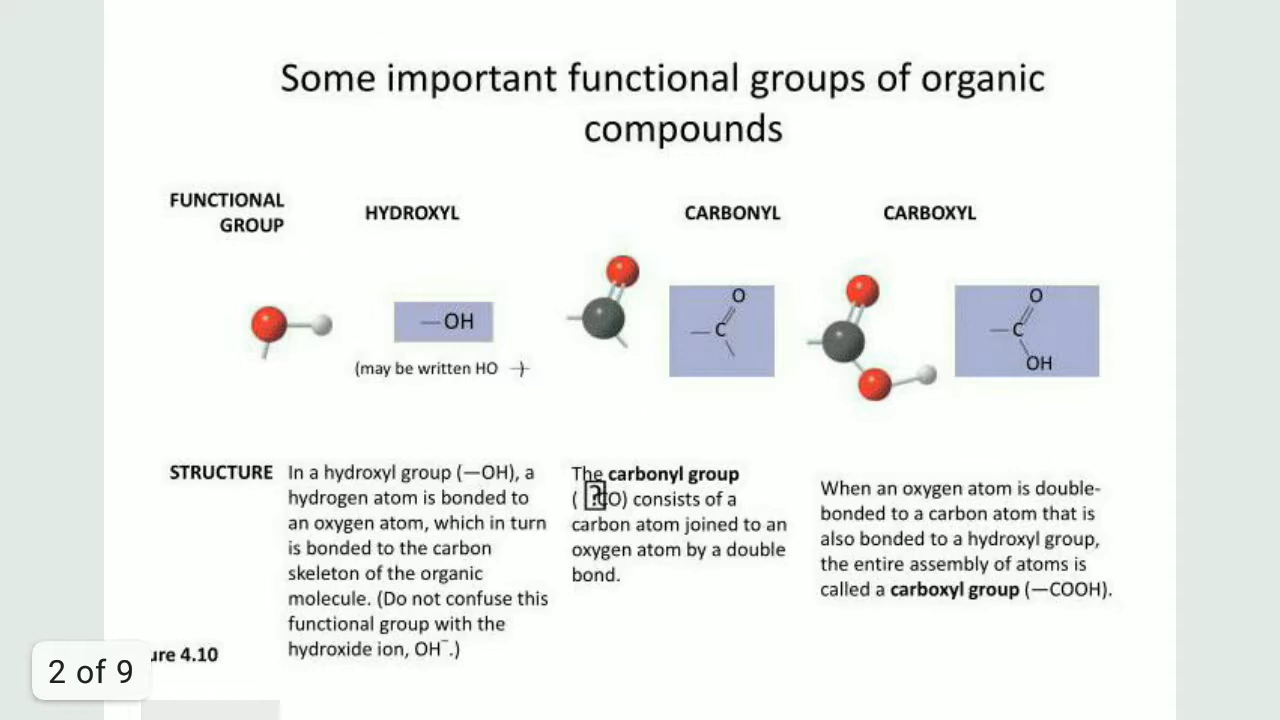 Some important functional groups of organic
compounds
FUNCTIONAL
GROUP
HYDROXYL
CARBONYL
CARBOXYL
—OH
(may be written HO
O
C
O
C
OH
STRUCTURE
In a hydroxyl group (—OH), a
hydrogen atom is bonded to
an oxygen atom, which in turn
is bonded to the carbon
skeleton of the organic
molecule. (Do not confuse this
functional group with the
hydroxide ion, OH⁻.)
The carbonyl group
( CO) consists of a
carbon atom joined to an
oxygen atom by a double
bond.
When an oxygen atom is double-
bonded to a carbon atom that is
also bonded to a hydroxyl group,
the entire assembly of atoms is
called a carboxyl group (—COOH).
ure 4.10
2 of 9